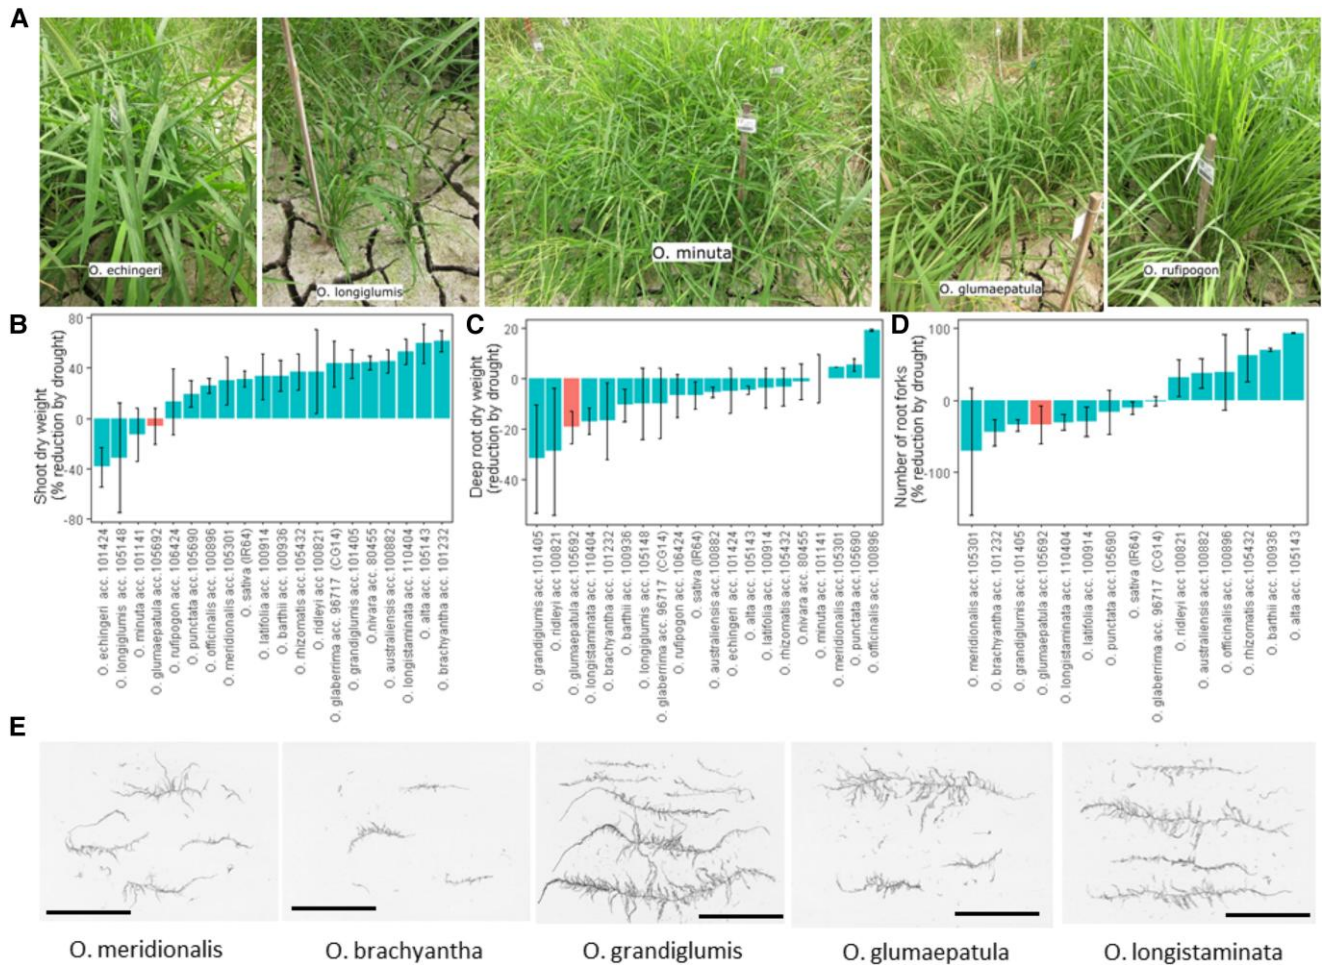 A
O. echingeri
O. longiglumis
O. minuta
O. glumaepatula
O. rufipogon
B
Shoot dry weight
(% reduction by drought)
80
40
0
-40
-80
O. echingeri acc. 101424
O. longiglumis acc. 105148
O. minuta acc. 101141
O. glumaepatula acc. 105692
O. rufipogon acc. 106424
O. punctata acc. 105690
O. officinalis acc. 100896
O. meridionalis acc. 105301
O. sativa (IR64)
O. latifolia acc. 100914
O. barthii acc. 100936
O. rhizomatis acc. 105432
O. ridleyi acc 100821
O. glaberrima acc. 96717 (CG14)
O. grandiglumis acc. 101405
O.nivara acc. 80455
O. australiensis acc. 100882
O. longistaminata acc. 110404
O. alta acc. 105143
O. brachyantha acc. 101232
C
Deep root dry weight
(reduction by drought)
20
0
-20
-40
O. grandiglumis acc. 101405
O. ridleyi acc 100821
O. glumaepatula acc. 105692
O. longistaminata acc. 110404
O. brachyantha acc. 101232
O. barthii acc. 100936
O. longiglumis acc. 105148
O. glaberrima acc. 96717 (CG14)
O. rufipogon acc. 106424
O. sativa (IR64)
O. australiensis acc. 100882
O. echingeri acc. 101424
O. alta acc. 105143
O. latifolia acc. 100914
O. rhizomatis acc. 105432
O.nivara acc. 80455
O. minuta acc. 101141
O. meridionalis acc. 105301
O. punctata acc. 105690
O. officinalis acc. 100896
D
Number of root forks
(% reduction by drought)
100
0
-100
O. meridionalis acc. 105301
O. brachyantha acc. 101232
O. grandiglumis acc. 101405
O. glumaepatula acc. 105692
O. longistaminata acc. 110404
O. latifolia acc. 100914
O. punctata acc. 105690
O. sativa (IR64)
O. glaberrima acc. 96717 (CG14)
O. ridleyi acc 100821
O. australiensis acc. 100882
O. officinalis acc. 100896
O. rhizomatis acc. 105432
O. barthii acc. 100936
O. alta acc. 105143
E
O. meridionalis
O. brachyantha
O. grandiglumis
O. glumaepatula
O. longistaminata